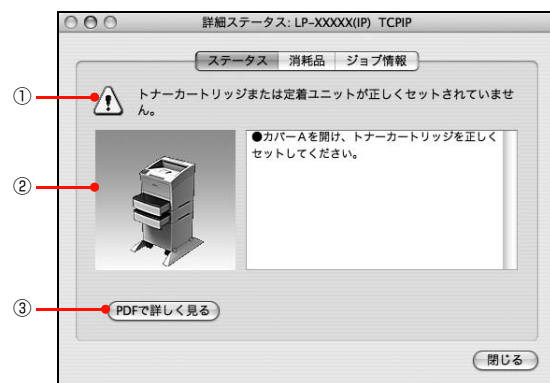 詳細ステータス: LP-XXXXX(IP) TCPIP
ステータス 消耗品 ジョブ情報
① トナーカートリッジまたは定着ユニットが正しくセットされていませ
ん。
②
●カバーAを開け、トナーカートリッジを正しく
セットしてください。
③ PDFで詳しく見る
閉じる